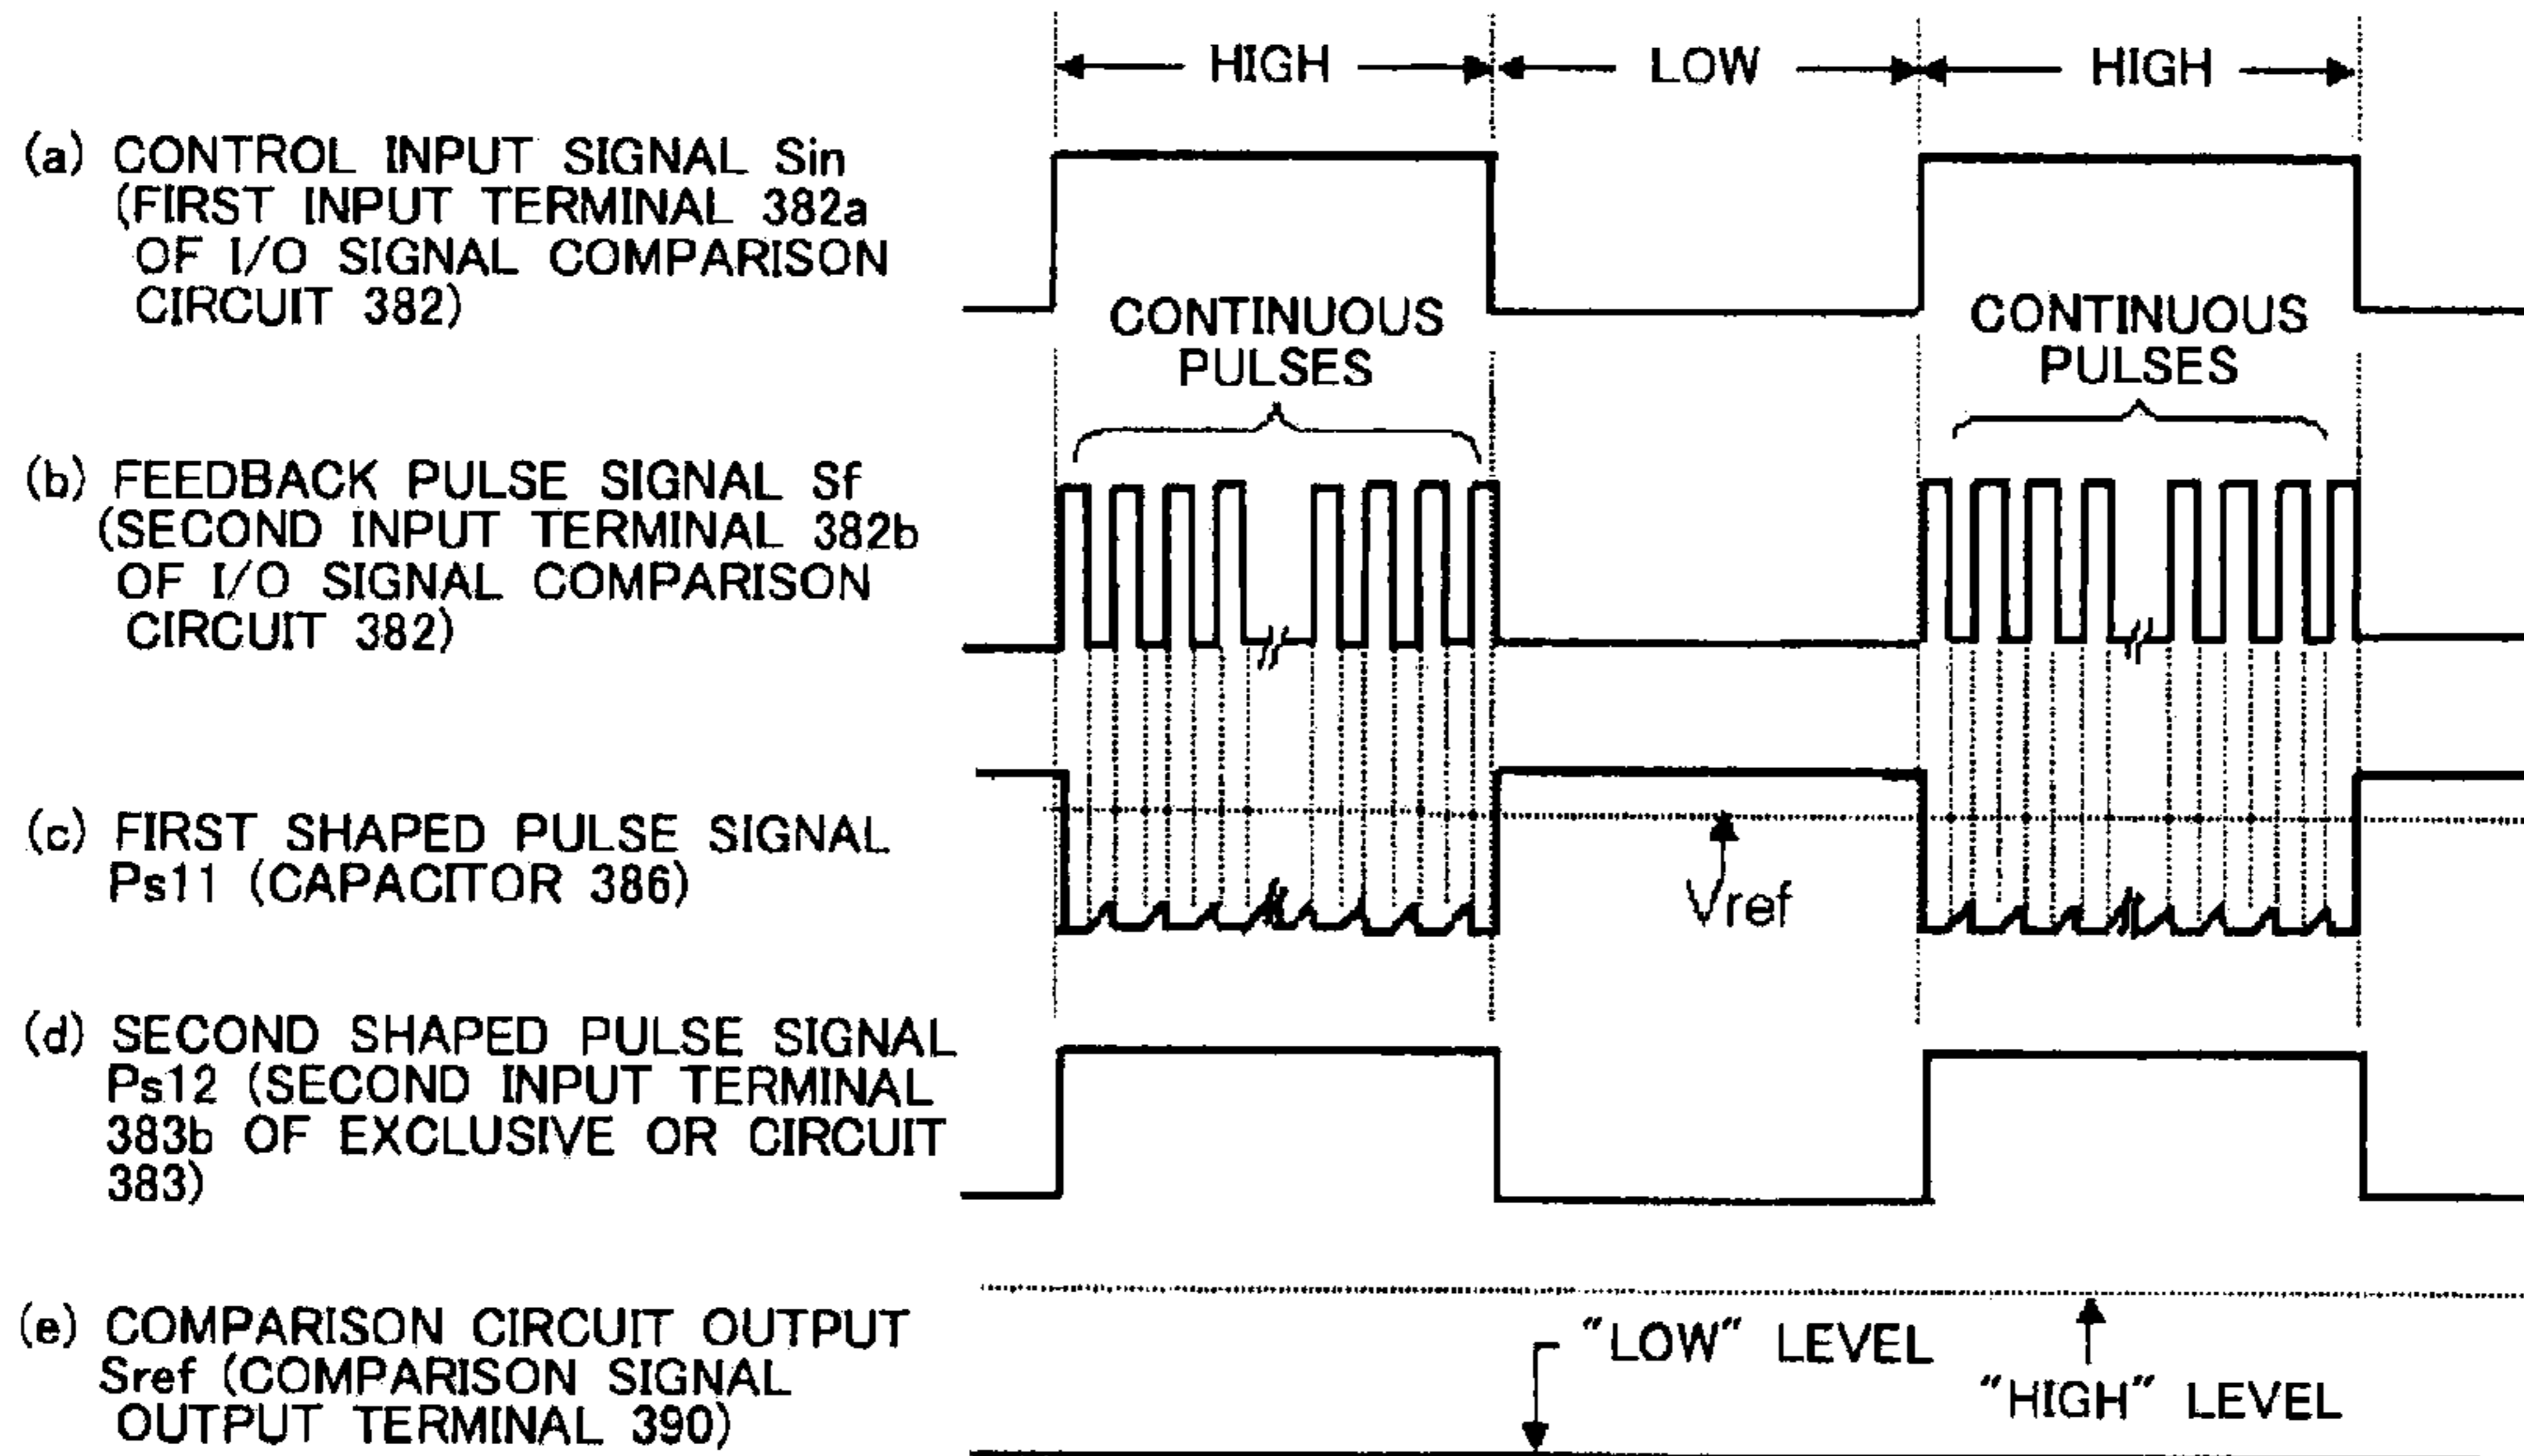 HIGH
LOW
HIGH
(a) CONTROL INPUT SIGNAL Sin
(FIRST INPUT TERMINAL 382a
OF I/O SIGNAL COMPARISON
CIRCUIT 382)
CONTINUOUS
PULSES
CONTINUOUS
PULSES
(b) FEEDBACK PULSE SIGNAL Sf
(SECOND INPUT TERMINAL 382b
OF I/O SIGNAL COMPARISON
CIRCUIT 382)
(c) FIRST SHAPED PULSE SIGNAL
Ps11 (CAPACITOR 386)
Vref
(d) SECOND SHAPED PULSE SIGNAL
Ps12 (SECOND INPUT TERMINAL
383b OF EXCLUSIVE OR CIRCUIT
383)
(e) COMPARISON CIRCUIT OUTPUT
Sref (COMPARISON SIGNAL
OUTPUT TERMINAL 390)
"LOW" LEVEL
"HIGH" LEVEL